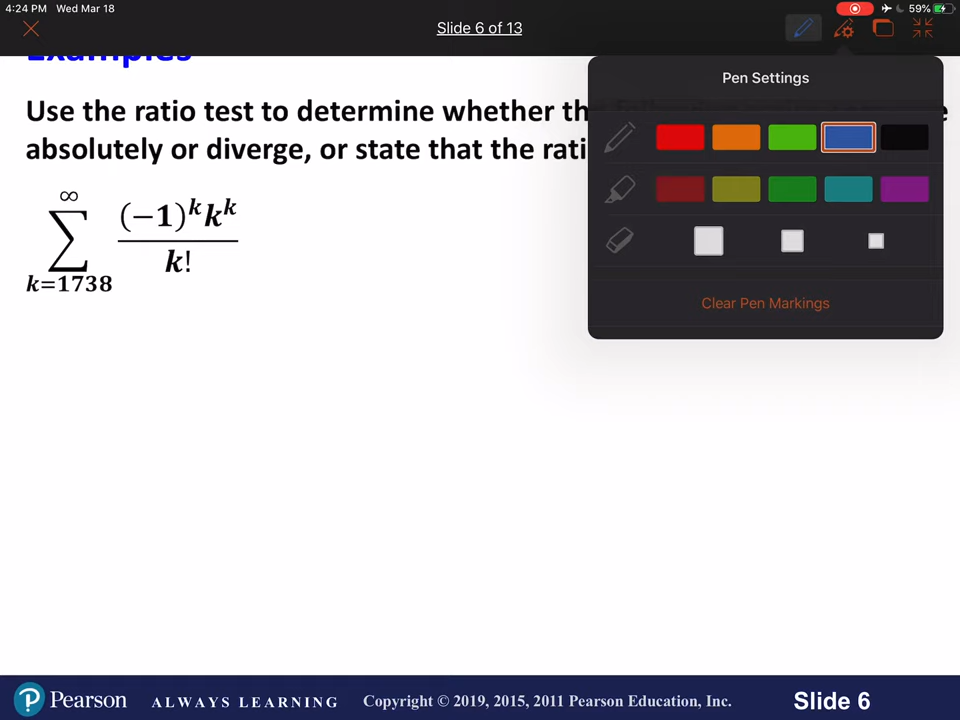 4:24 PM Wed Mar 18
59%
Slide 6 of 13
Examples
Pen Settings
Use the ratio test to determine whether th
absolutely or diverge, or state that the rati
∞
∑ (−1)^k k^k / k!
k=1738
Clear Pen Markings
Pearson ALWAYS LEARNING Copyright © 2019, 2015, 2011 Pearson Education, Inc. Slide 6